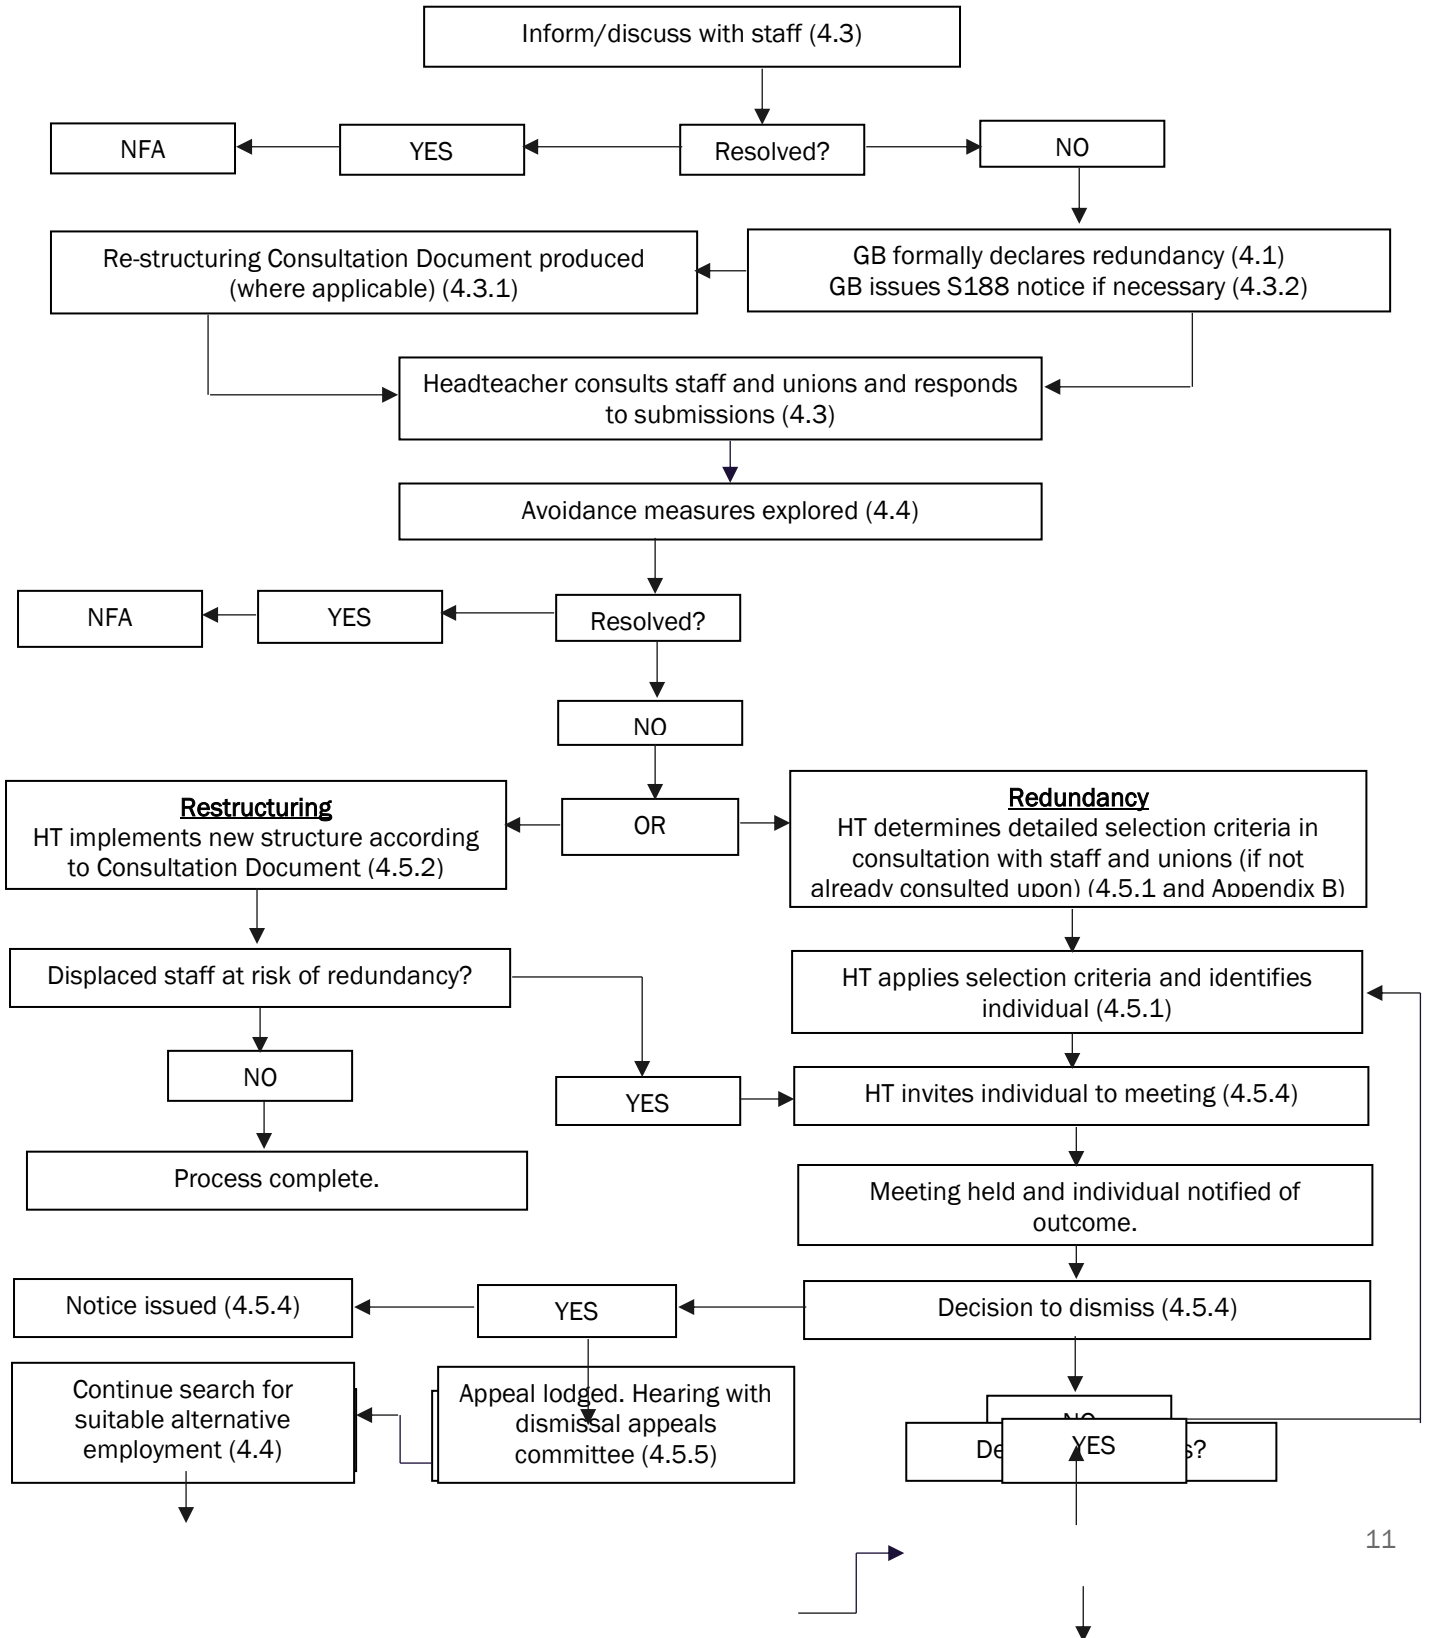 Inform/discuss with staff (4.3)
NFA
YES
Resolved?
NO
Re-structuring Consultation Document produced
(where applicable) (4.3.1)
GB formally declares redundancy (4.1)
GB issues S188 notice if necessary (4.3.2)
Headteacher consults staff and unions and responds
to submissions (4.3)
Avoidance measures explored (4.4)
NFA
YES
Resolved?
NO
Restructuring
HT implements new structure according
to Consultation Document (4.5.2)
OR
Redundancy
HT determines detailed selection criteria in
consultation with staff and unions (if not
already consulted upon) (4.5.1 and Appendix B)
Displaced staff at risk of redundancy?
HT applies selection criteria and identifies
individual (4.5.1)
NO
YES
HT invites individual to meeting (4.5.4)
Process complete.
Meeting held and individual notified of
outcome.
Notice issued (4.5.4)
YES
Decision to dismiss (4.5.4)
Continue search for
suitable alternative
employment (4.4)
Appeal lodged. Hearing with
dismissal appeals
committee (4.5.5)
NO
YES
11